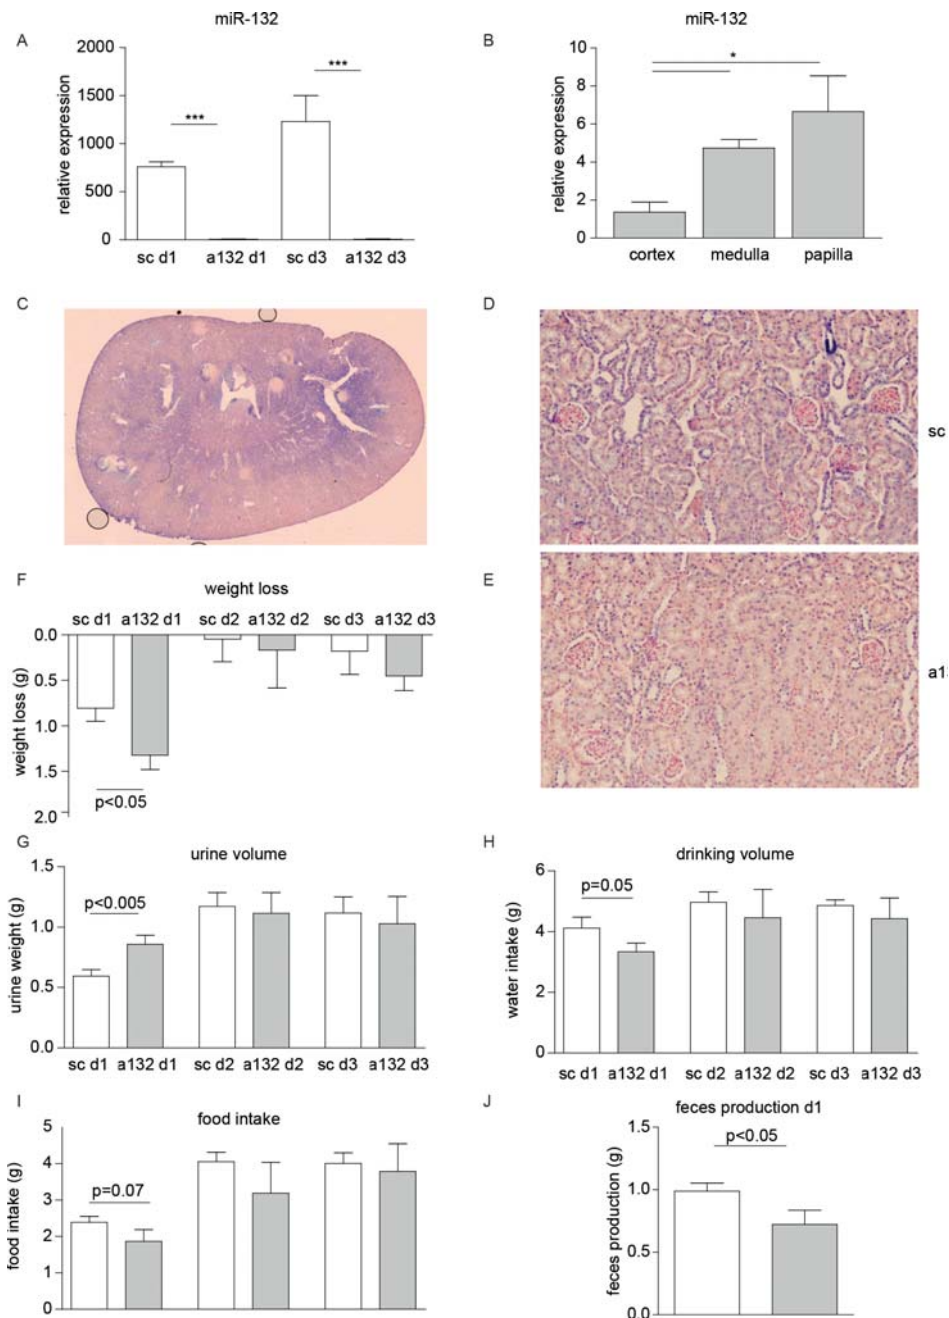 miR-132
A
2000
1500
1000
500
0
relative expression
***
***
sc d1
a132 d1
sc d3
a132 d3
miR-132
B
10
8
6
4
2
0
relative expression
*
cortex
medulla
papilla
C
D
sc
E
a1
F
weight loss
sc d1
a132 d1
sc d2
a132 d2
sc d3
a132 d3
0.0
0.5
1.0
1.5
2.0
weight loss (g)
p<0.05
G
urine volume
1.5
1.0
0.5
0.0
urine weight (g)
p<0.005
sc d1
a132 d1
sc d2
a132 d2
sc d3
a132 d3
H
drinking volume
6
4
2
0
water intake (g)
p=0.05
sc d1
a132 d1
sc d2
a132 d2
sc d3
a132 d3
I
food intake
5
4
3
2
1
0
food intake (g)
p=0.07
J
feces production d1
1.5
1.0
0.5
0.0
feces production (g)
p<0.05